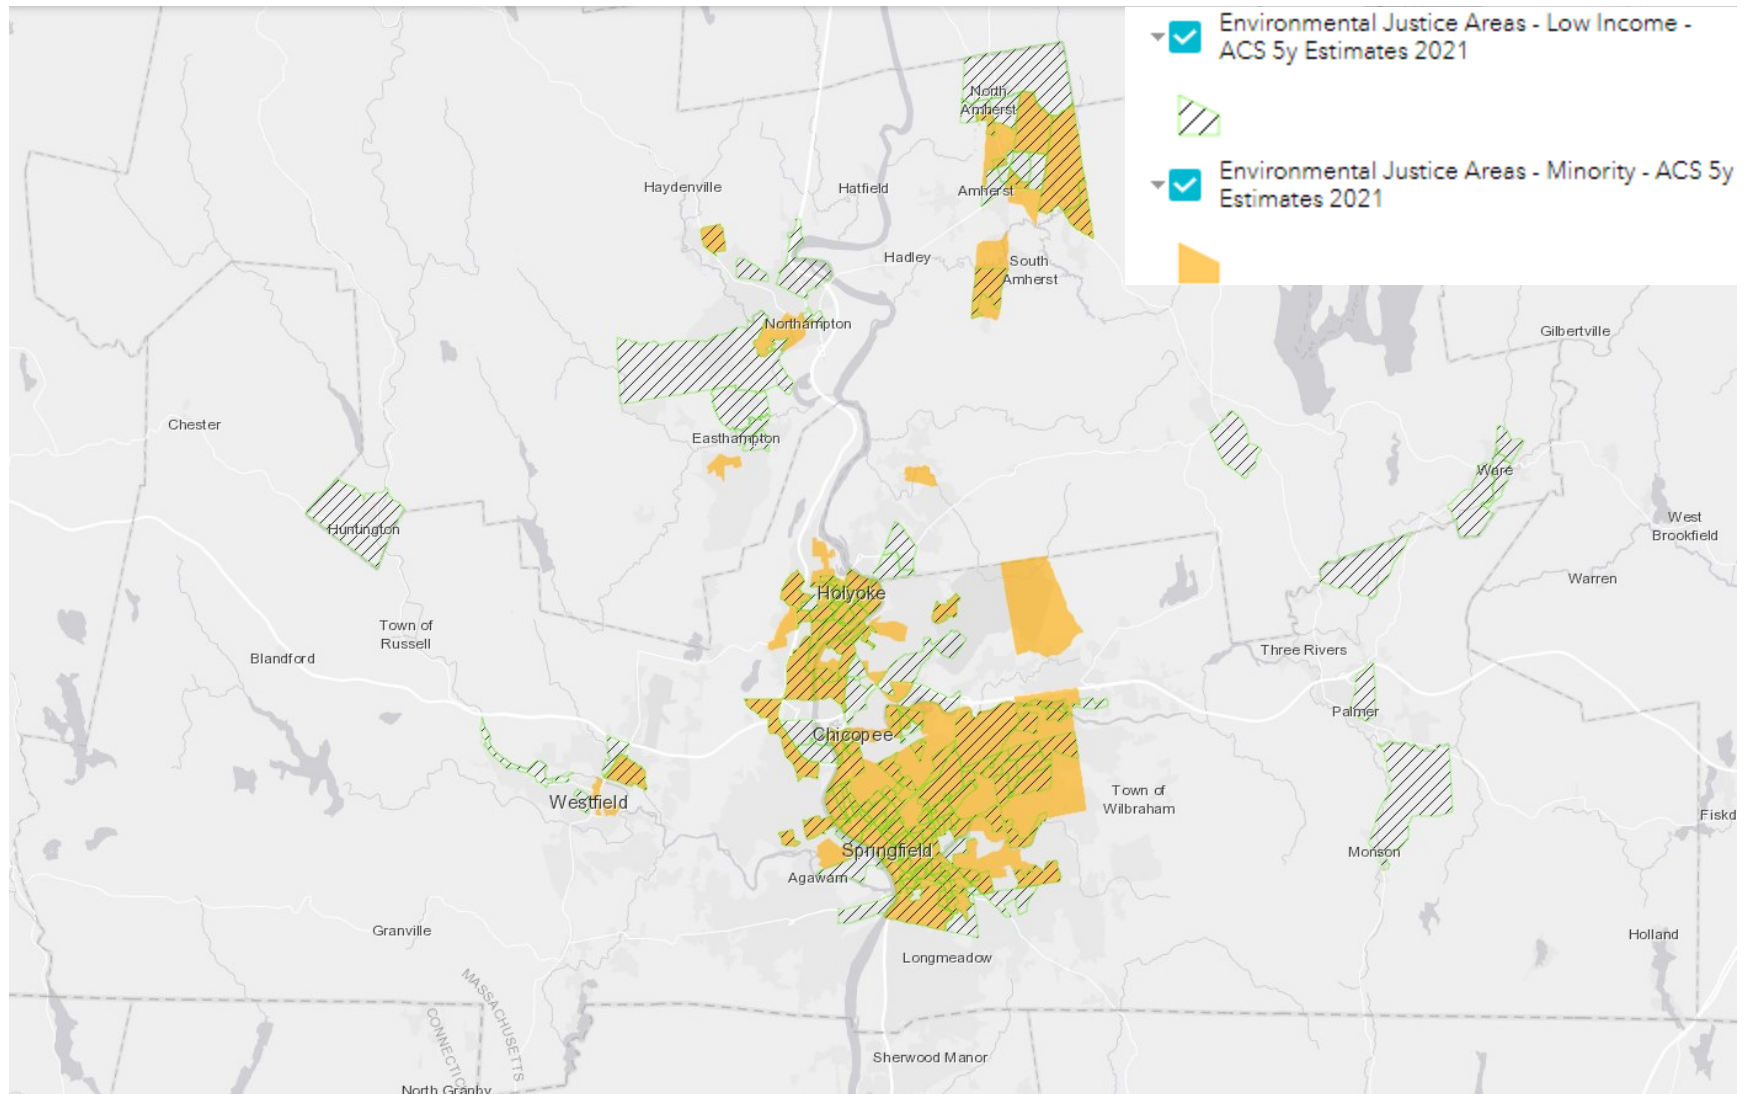 Environmental Justice Areas - Low Income -
ACS 5y Estimates 2021
Environmental Justice Areas - Minority - ACS 5y
Estimates 2021
North
Amherst
Haydenville
Hatfield
Amherst
Hadley
South
Amherst
Northampton
Gilbertville
Chester
Easthampton
Ware
Huntington
West
Brookfield
Holyoke
Warren
Town of
Russell
Blandford
Three Rivers
Palmer
Chicopee
Westfield
Town of
Wilbraham
Fiskd
Springfield
Monson
Agawam
Granville
Holland
Longmeadow
MASSACHUSETTS
CONNECTIC
Sherwood Manor
North Granby